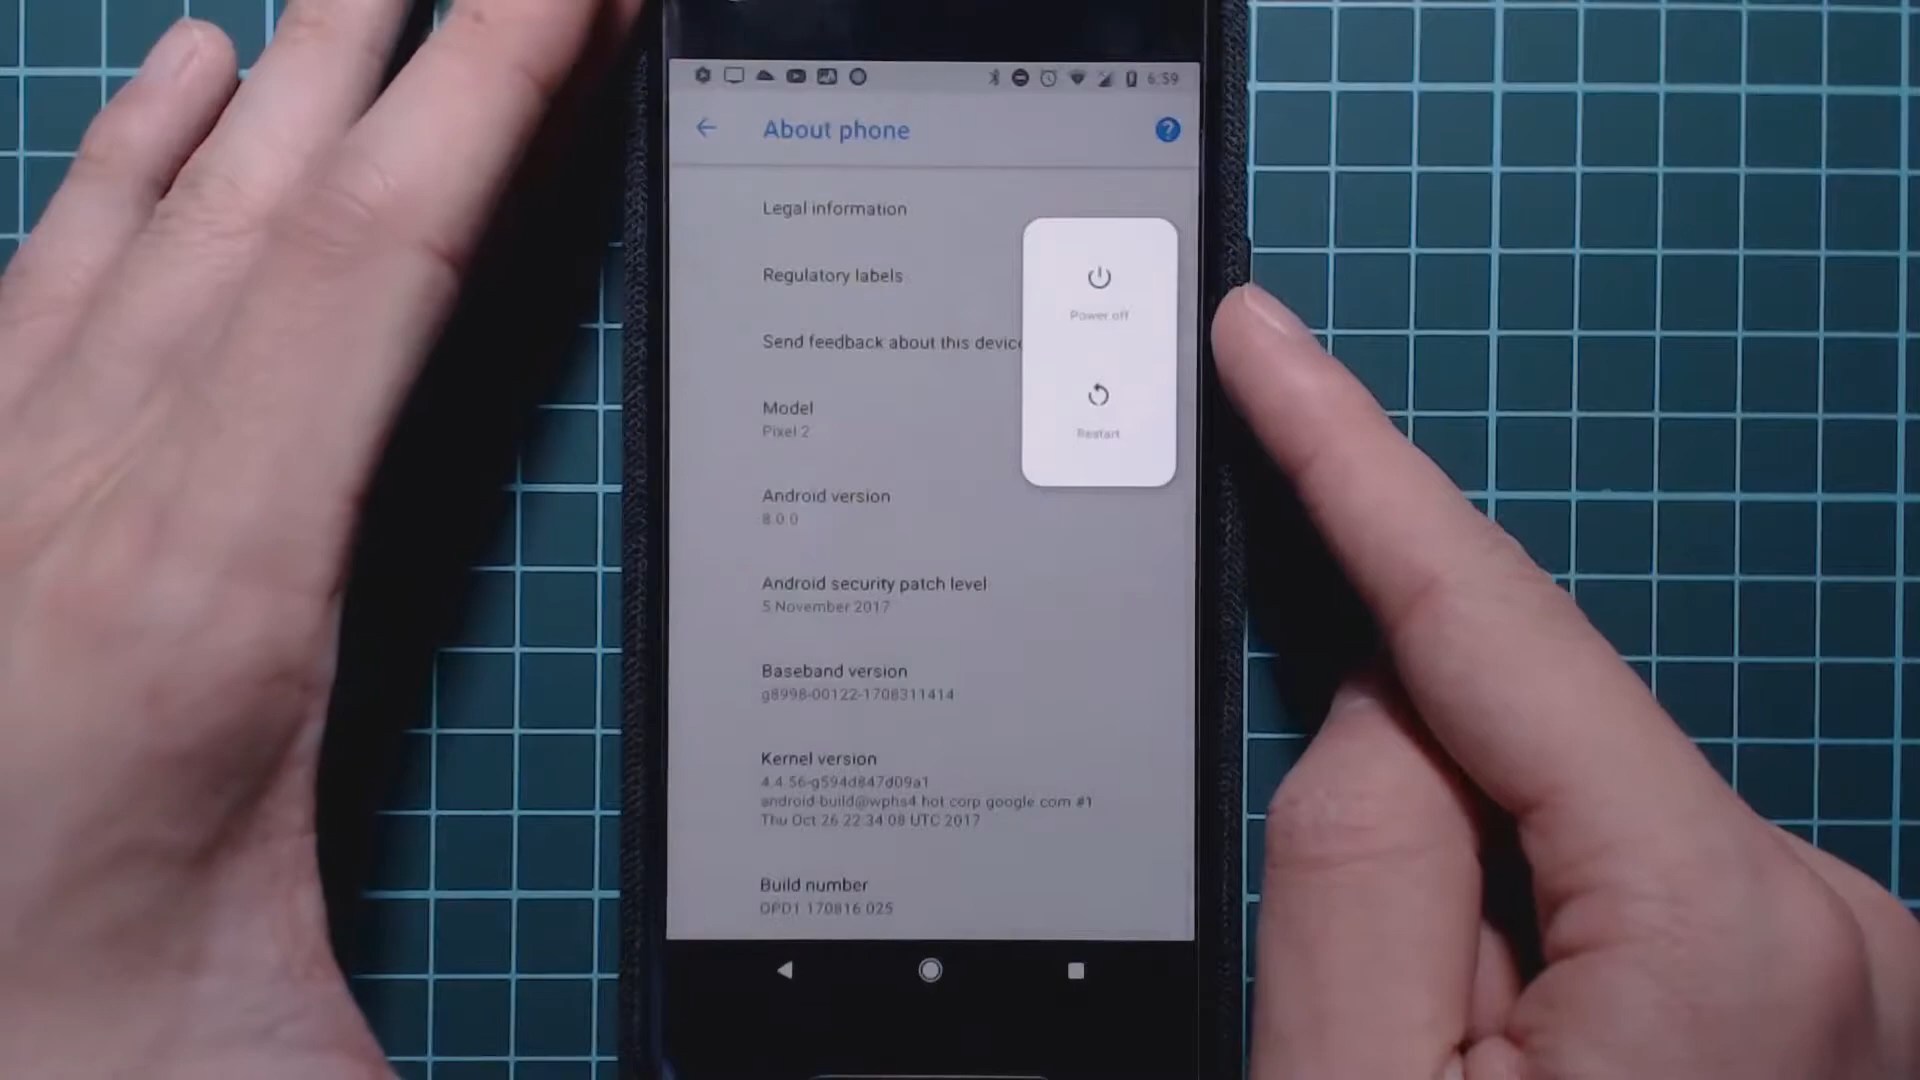 6:59
About phone
?
Legal information
Regulatory labels
Power off
Send feedback about this device
Model
Pixel 2
Restart
Android version
8.0.0
Android security patch level
5 November 2017
Baseband version
g8998-00122-1708311414
Kernel version
4.4.56-g594d847d09a1
android-build@wphs4.hot.corp.google.com #1
Thu Oct 26 22:34:08 UTC 2017
Build number
OPD1.170816.025